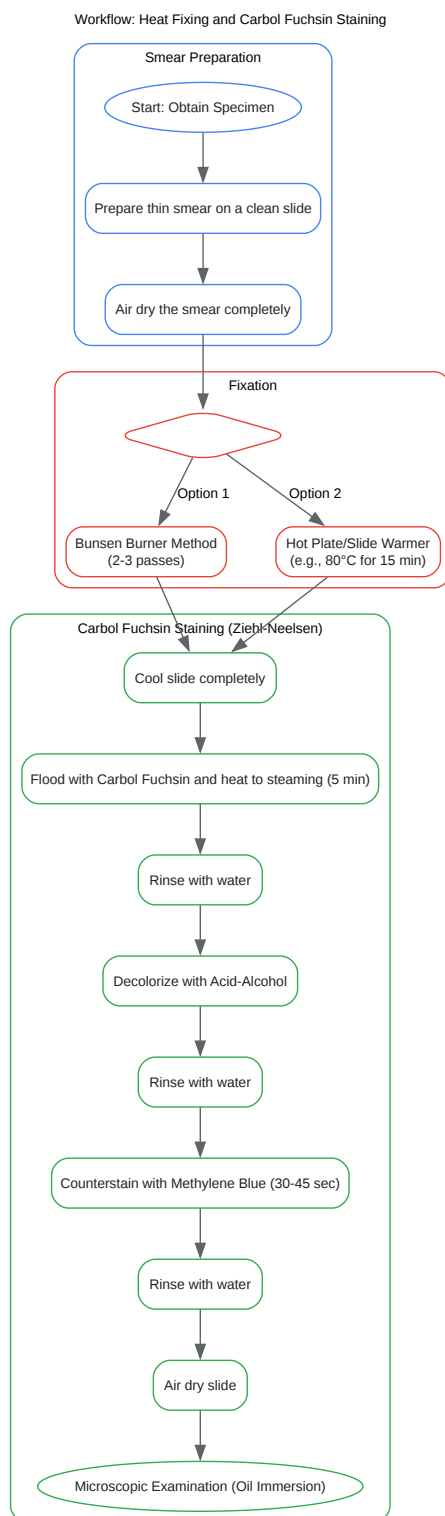 Workflow: Heat Fixing and Carbol Fuchsin Staining
Smear Preparation
Start: Obtain Specimen
Prepare thin smear on a clean slide
Air dry the smear completely
Fixation
Option 1
Option 2
Bunsen Burner Method
(2-3 passes)
Hot Plate/Slide Warmer
(e.g., 80°C for 15 min)
Carbol Fuchsin Staining (Ziehl-Neelsen)
Cool slide completely
Flood with Carbol Fuchsin and heat to steaming (5 min)
Rinse with water
Decolorize with Acid-Alcohol
Rinse with water
Counterstain with Methylene Blue (30-45 sec)
Rinse with water
Air dry slide
Microscopic Examination (Oil Immersion)